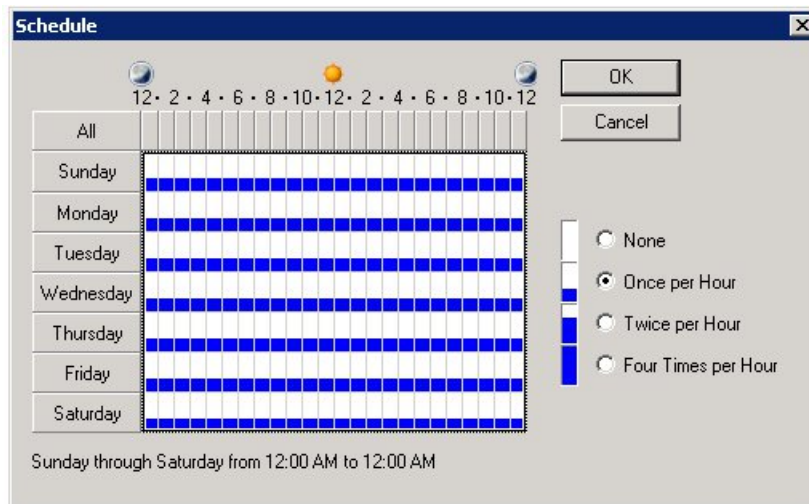 Schedule
OK
12 · 2 · 4 · 6 · 8 · 10 · 12 · 2 · 4 · 6 · 8 · 10 · 12
Cancel
All
Sunday
Monday
Tuesday
Wednesday
Thursday
Friday
Saturday
None
Once per Hour
Twice per Hour
Four Times per Hour
Sunday through Saturday from 12:00 AM to 12:00 AM